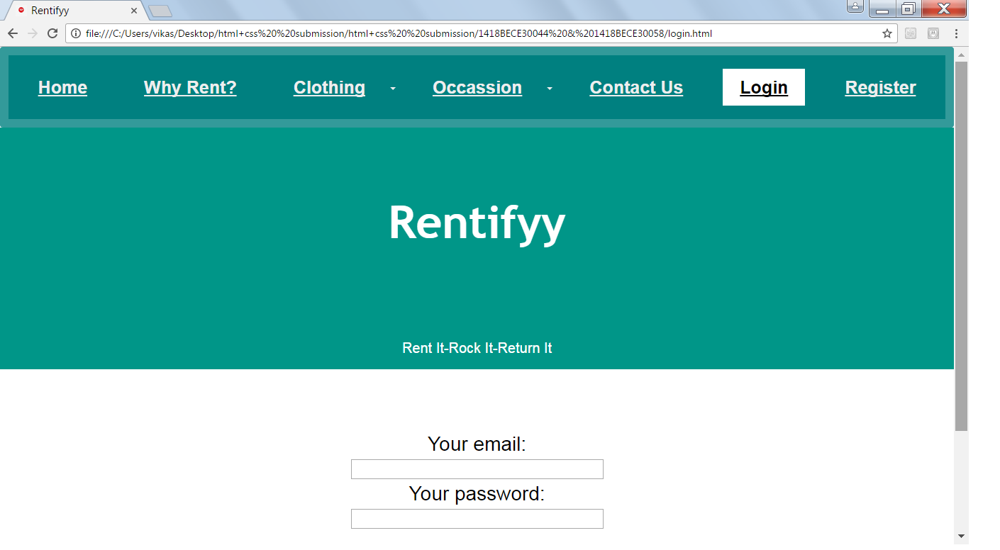 Rentifyy
file:///C:/Users/vikas/Desktop/html+css%20%20submission/html+css%20%20submission/1418BECE30044%20&%201418BECE30058/login.html
Home Why Rent? Clothing Occassion Contact Us Login Register
Rentifyy
Rent It-Rock It-Return It
Your email:
Your password: